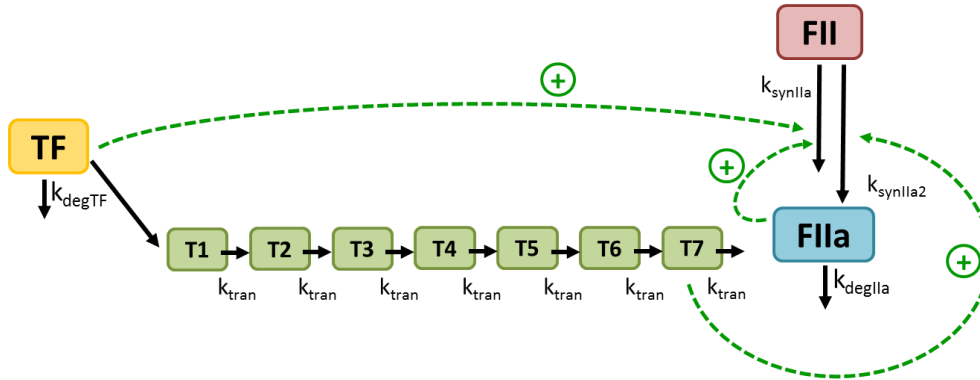 FII
+
k_synIIa
TF
+
k_degTF
k_synIIa2
T1
T2
T3
T4
T5
T6
T7
FIIa
+
k_tran
k_tran
k_tran
k_tran
k_tran
k_tran
k_tran
k_degIIa